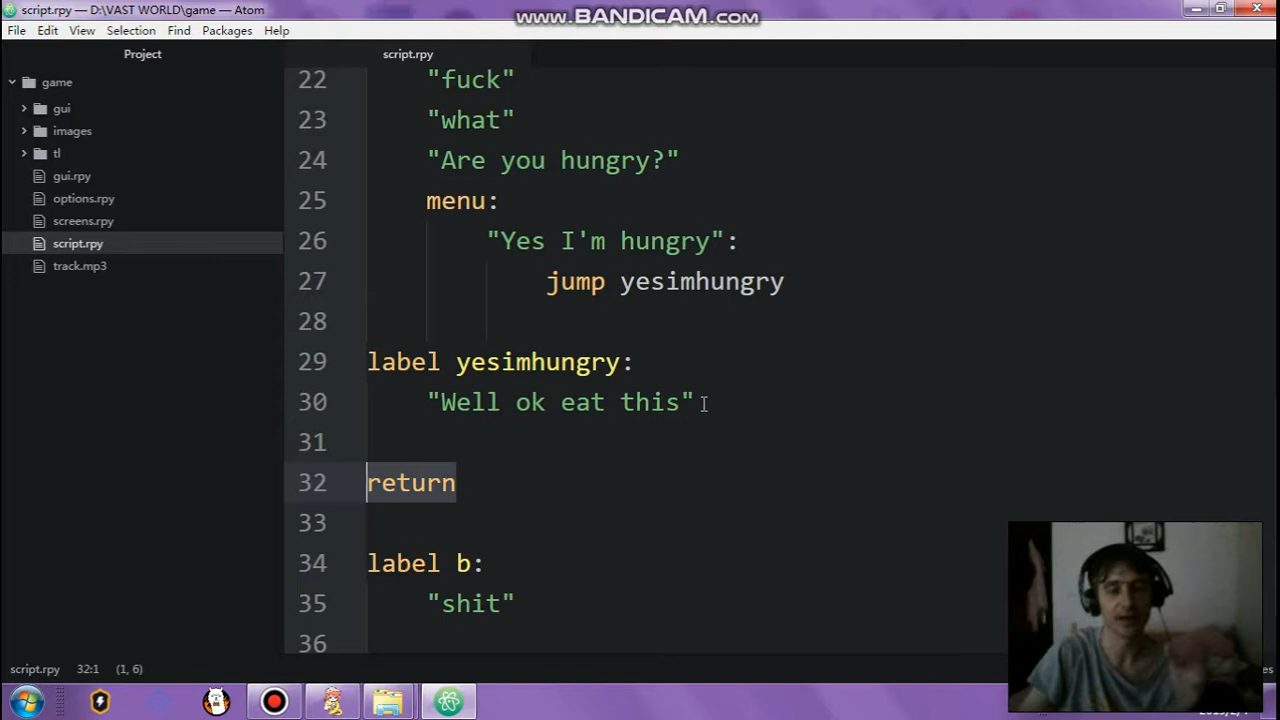 script.rpy — D:\VAST WORLD\game — Atom
www.BANDICAM.com
File Edit View Selection Find Packages Help
Project
script.rpy
game
gui
images
tl
gui.rpy
options.rpy
screens.rpy
script.rpy
track.mp3
22 "fuck"
23 "what"
24 "Are you hungry?"
25 menu:
26 "Yes I'm hungry":
27 jump yesimhungry
28
29 label yesimhungry:
30 "Well ok eat this"
31
32 return
33
34 label b:
35 "shit"
36
script.rpy 32:1 (1, 6)